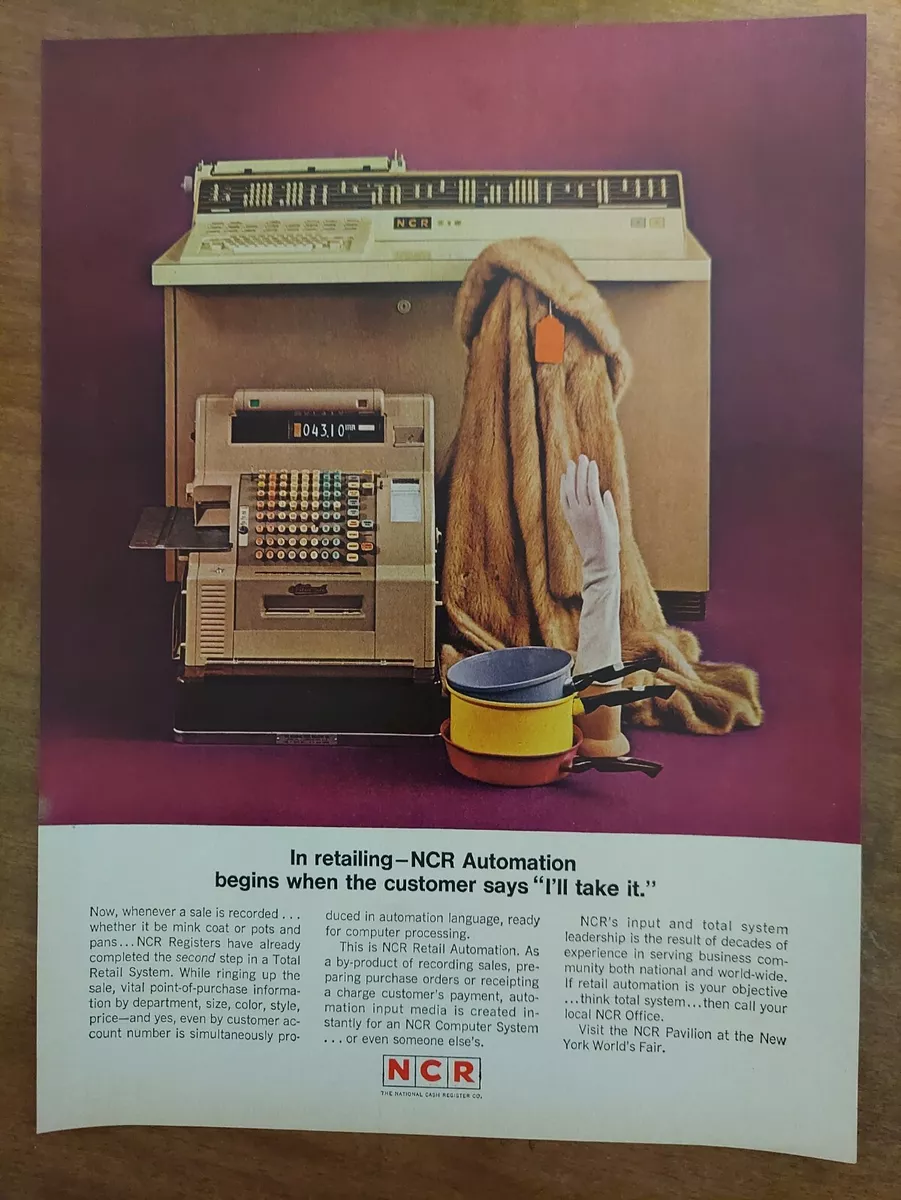 NCR
043.10
In retailing—NCR Automation
begins when the customer says “I’ll take it.”
Now, whenever a sale is recorded . . .
whether it be mink coat or pots and
pans...NCR Registers have already
completed the second step in a Total
Retail System. While ringing up the
sale, vital point-of-purchase informa-
tion by department, size, color, style,
price—and yes, even by customer ac-
count number is simultaneously pro-
duced in automation language, ready
for computer processing.
This is NCR Retail Automation. As
a by-product of recording sales, pre-
paring purchase orders or receipting
a charge customer's payment, auto-
mation input media is created in-
stantly for an NCR Computer System
. . . or even someone else's.
NCR's input and total system
leadership is the result of decades of
experience in serving business com-
munity both national and world-wide.
If retail automation is your objective
...think total system...then call your
local NCR Office.
Visit the NCR Pavilion at the New
York World's Fair.
NCR
THE NATIONAL CASH REGISTER CO.